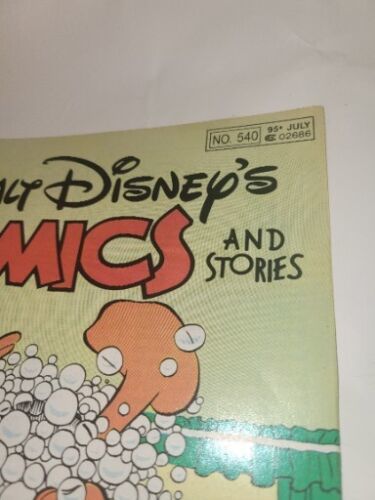 NO. 540
95¢ JULY
02686
ALT DISNEY'S
MICS
AND
STORIES